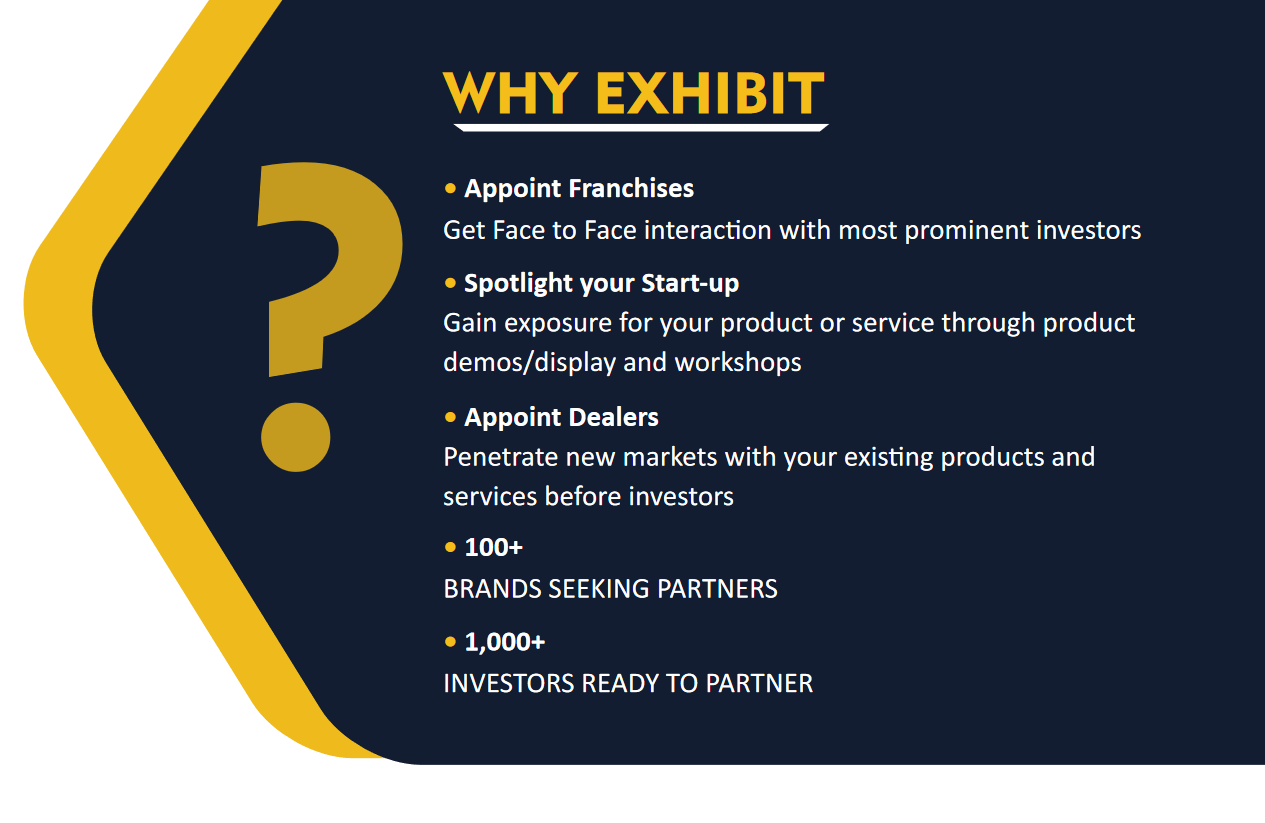 WHY EXHIBIT
?
• Appoint Franchises
Get Face to Face interaction with most prominent investors
• Spotlight your Start-up
Gain exposure for your product or service through product
demos/display and workshops
• Appoint Dealers
Penetrate new markets with your existing products and
services before investors
• 100+
BRANDS SEEKING PARTNERS
• 1,000+
INVESTORS READY TO PARTNER